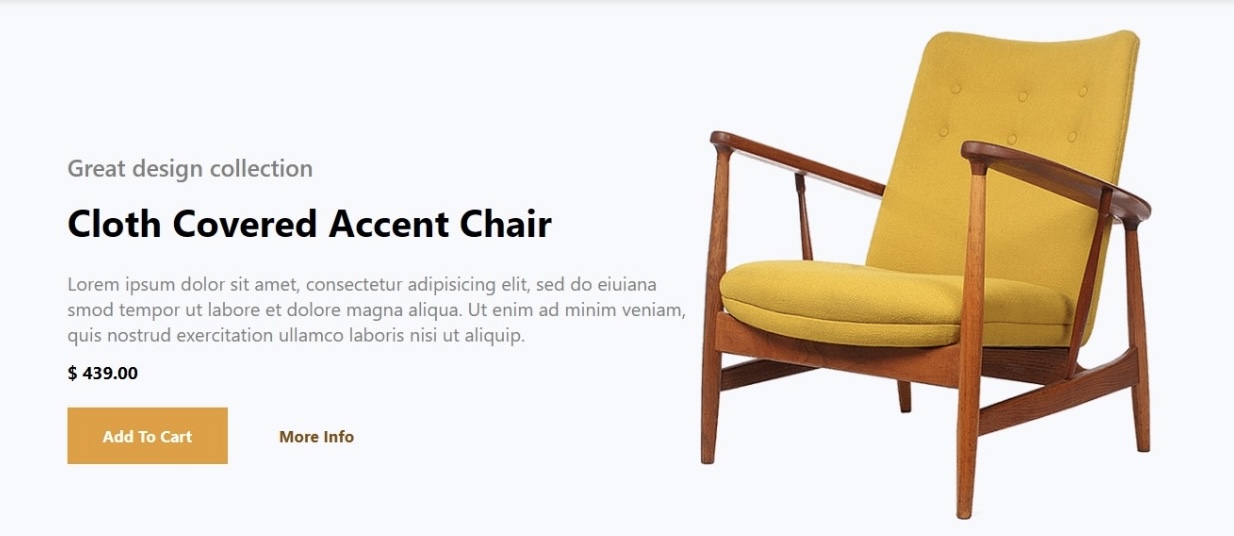 Great design collection
Cloth Covered Accent Chair
Lorem ipsum dolor sit amet, consectetur adipisicing elit, sed do eiuiana
smod tempor ut labore et dolore magna aliqua. Ut enim ad minim veniam,
quis nostrud exercitation ullamco laboris nisi ut aliquip.
$ 439.00
Add To Cart More Info